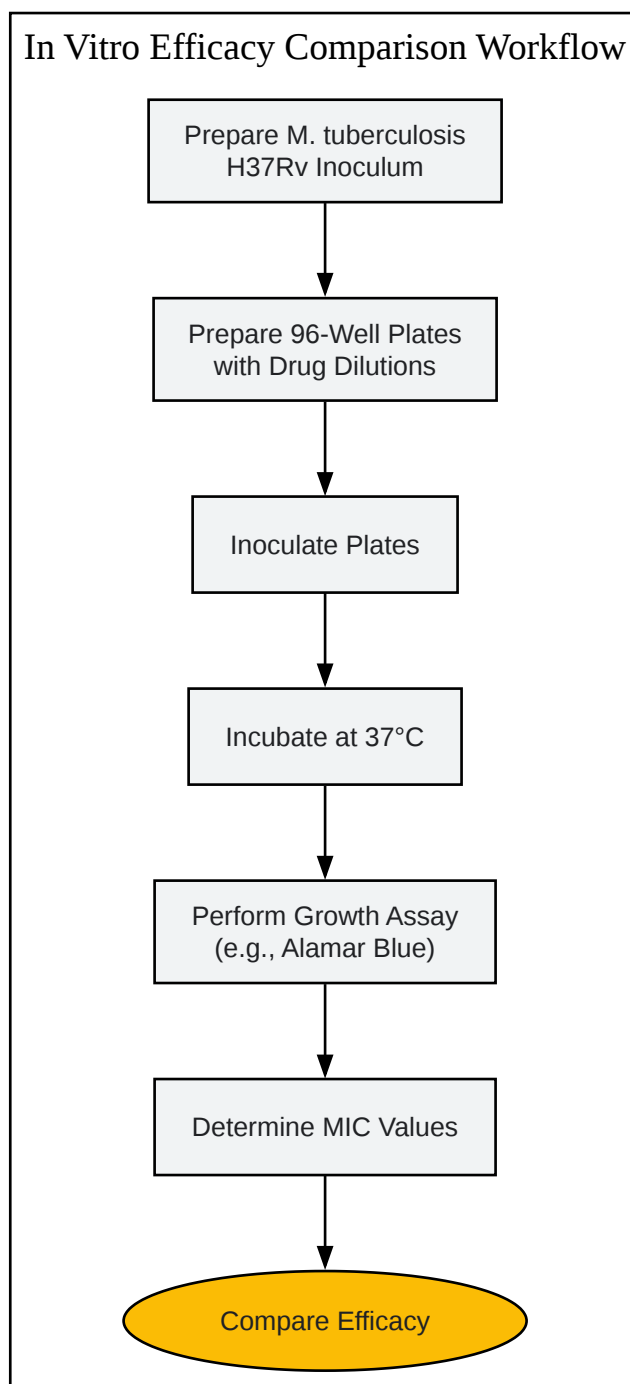 In Vitro Efficacy Comparison Workflow
Prepare M. tuberculosis
H37Rv Inoculum
Prepare 96-Well Plates
with Drug Dilutions
Inoculate Plates
Incubate at 37°C
Perform Growth Assay
(e.g., Alamar Blue)
Determine MIC Values
Compare Efficacy